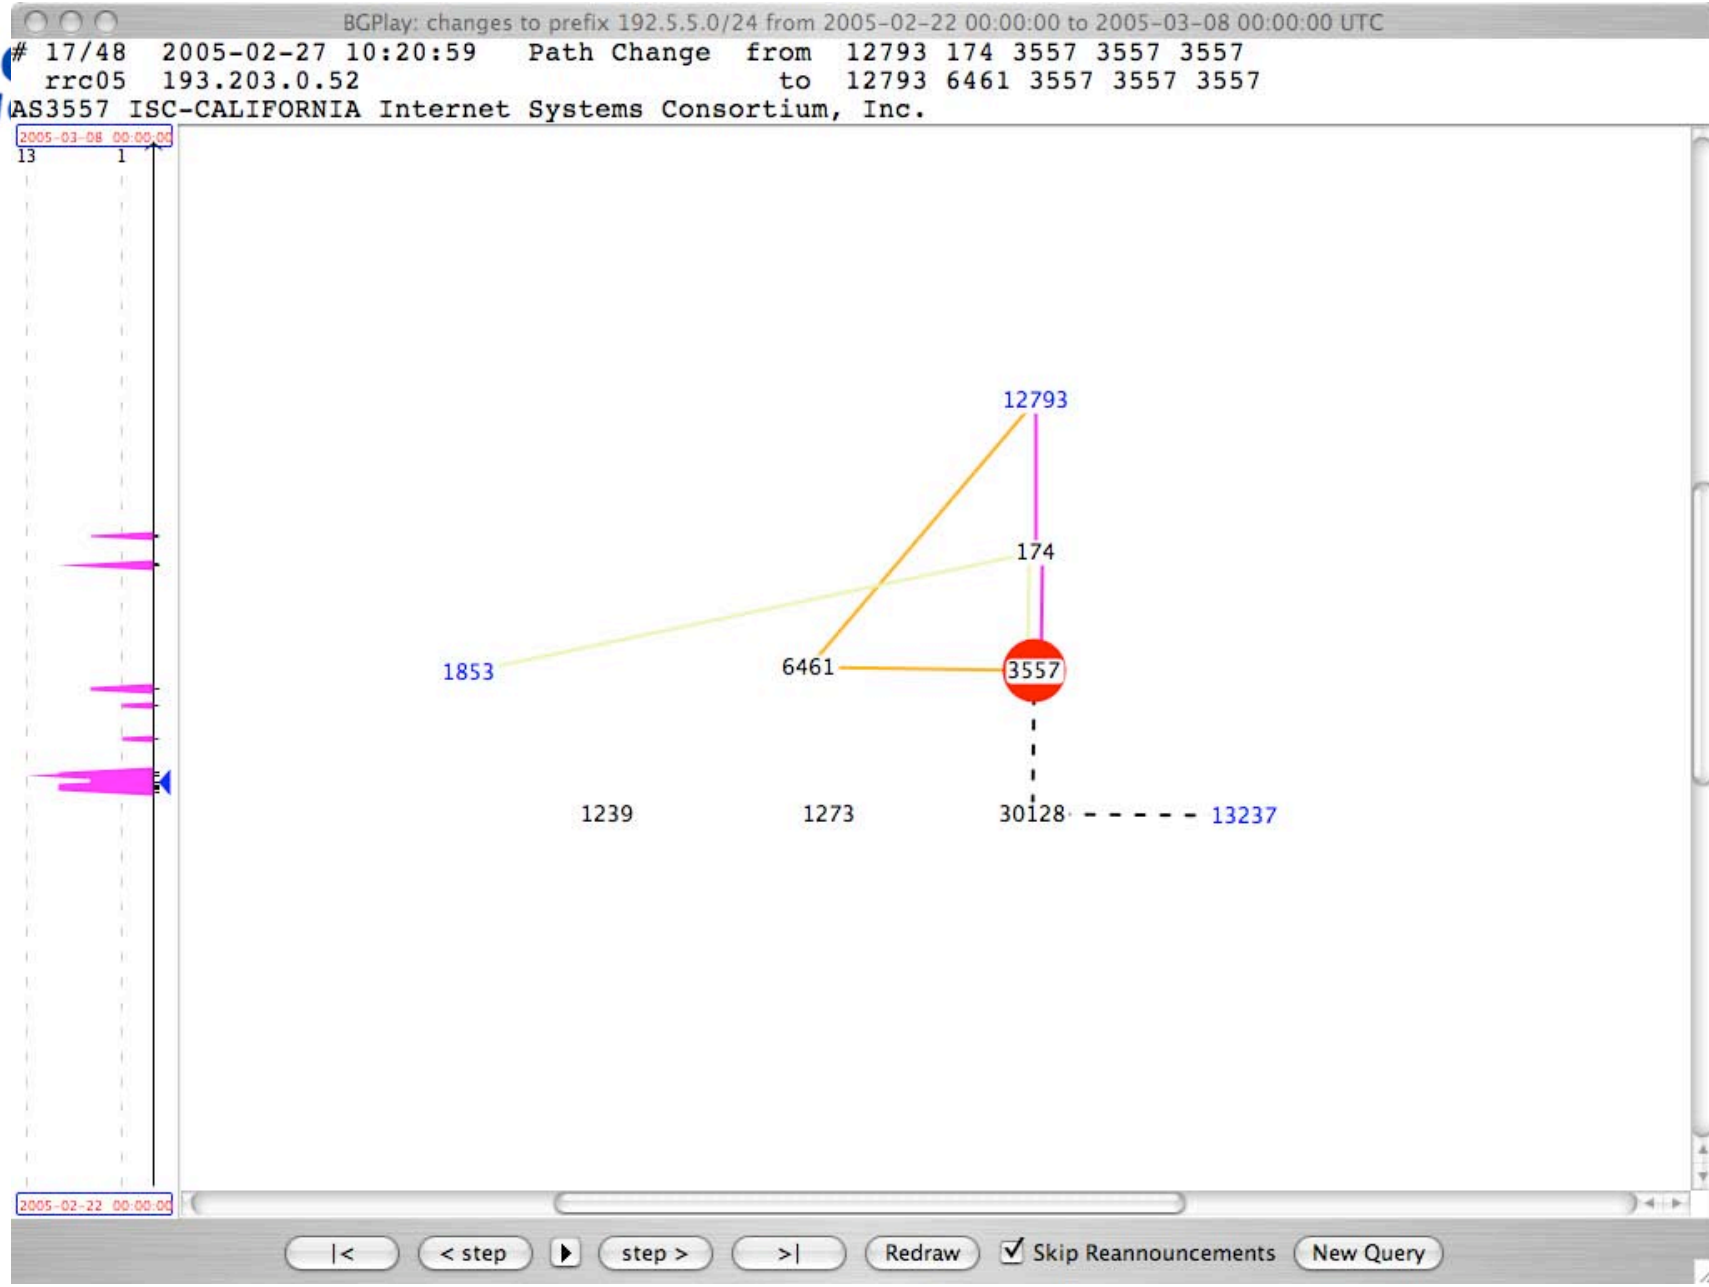 BGPlay: changes to prefix 192.5.5.0/24 from 2005-02-22 00:00:00 to 2005-03-08 00:00:00 UTC
# 17/48 2005-02-27 10:20:59 Path Change from 12793 174 3557 3557 3557
rrc05 193.203.0.52 to 12793 6461 3557 3557 3557
AS3557 ISC-CALIFORNIA Internet Systems Consortium, Inc.
2005-03-08 00:00:00
13 1
12793
174
1853 6461 3557
1239 1273 30128 13237
2005-02-22 00:00:00
|< < step step > >| Redraw Skip Reannouncements New Query